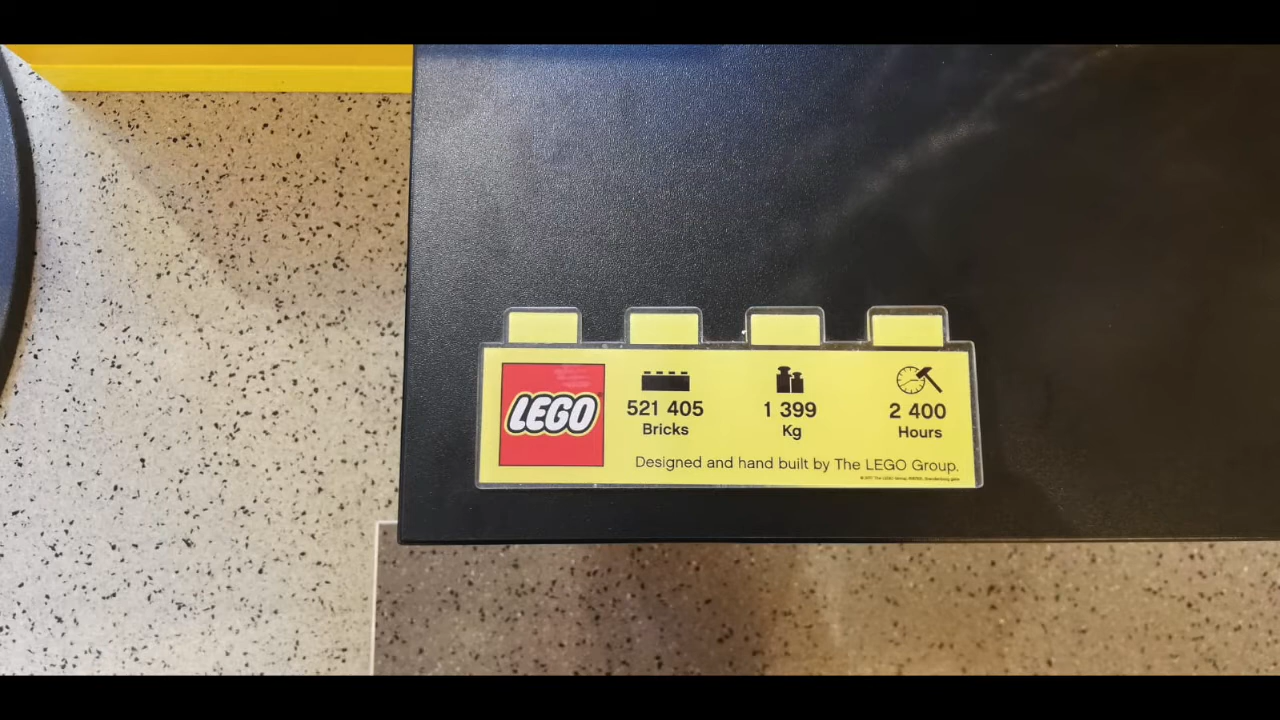 LEGO
521 405
Bricks
1 399
Kg
2 400
Hours
Designed and hand built by The LEGO Group.